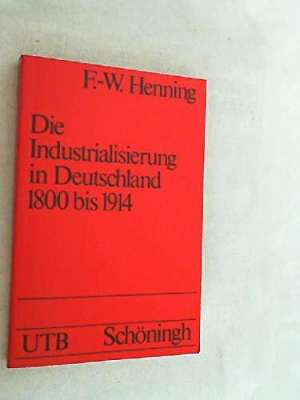 F.-W. Henning
Die
Industrialisierung
in Deutschland
1800 bis 1914
UTB Schöningh